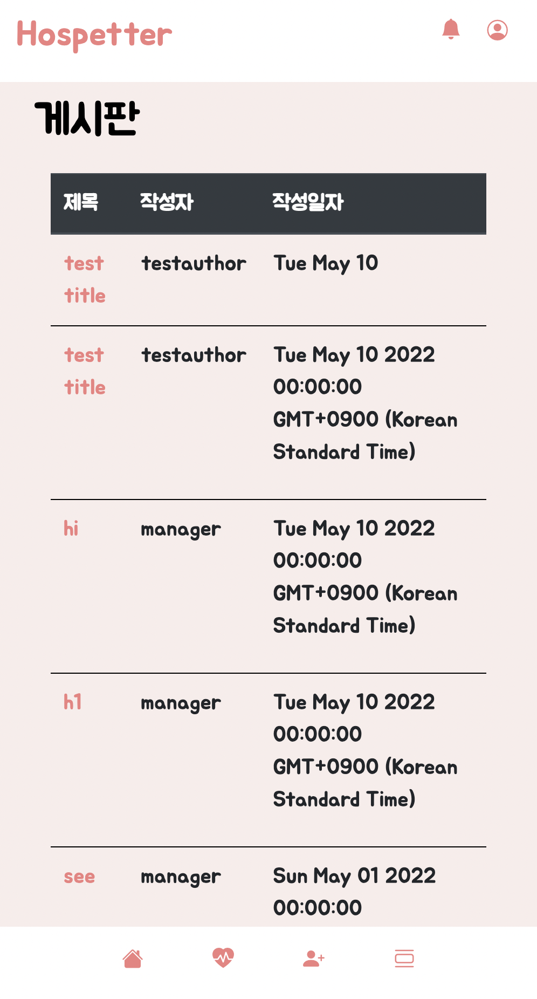 Hospetter
게시판
제목 작성자 작성일자
test testauthor Tue May 10
title
test testauthor Tue May 10 2022
title 00:00:00
GMT+0900 (Korean
Standard Time)
hi manager Tue May 10 2022
00:00:00
GMT+0900 (Korean
Standard Time)
h1 manager Tue May 10 2022
00:00:00
GMT+0900 (Korean
Standard Time)
see manager Sun May 01 2022
00:00:00